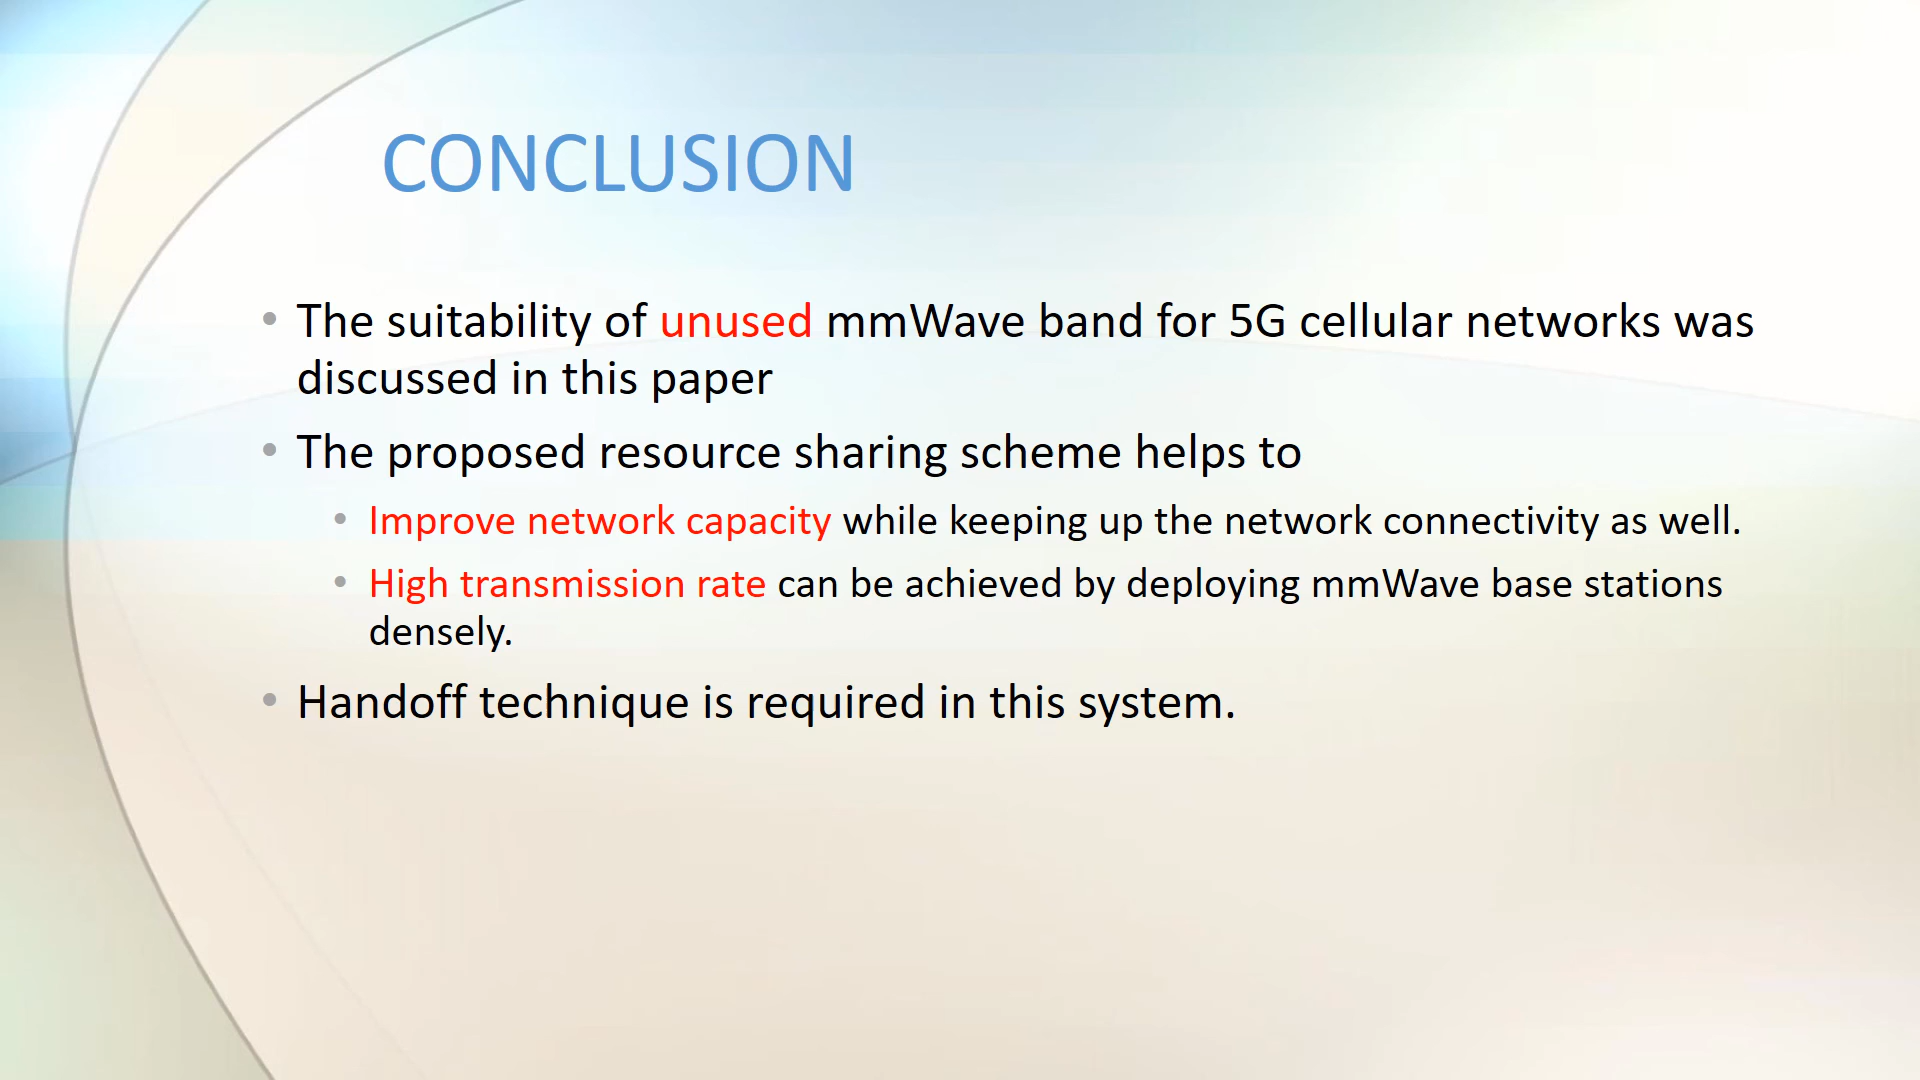 CONCLUSION
• The suitability of unused mmWave band for 5G cellular networks was
discussed in this paper
• The proposed resource sharing scheme helps to
• Improve network capacity while keeping up the network connectivity as well.
• High transmission rate can be achieved by deploying mmWave base stations
densely.
• Handoff technique is required in this system.